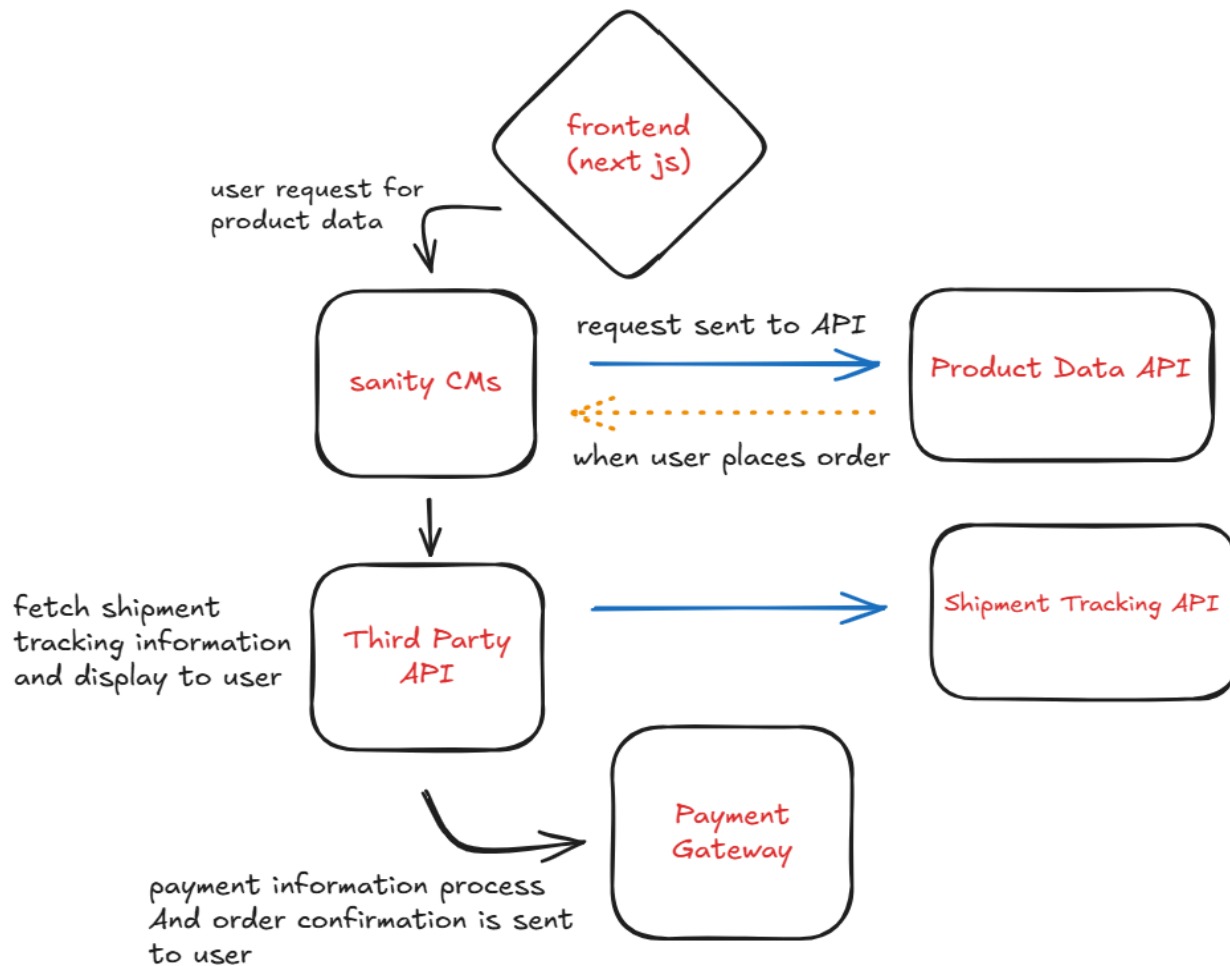 frontend
(next js)
user request for
product data
sanity CMs
request sent to API
when user places order
Product Data API
fetch shipment
tracking information
and display to user
Third Party
API
Shipment Tracking API
Payment
Gateway
payment information process
And order confirmation is sent
to user